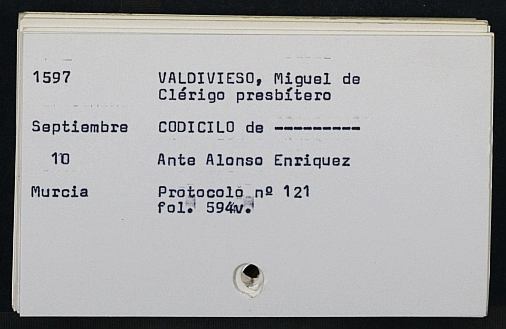 1597 VALDIVIESO, Miguel de
Clérigo presbítero
Septiembre CODICILO de ---------
10 Ante Alonso Enriquez
Murcia Protocolo nº 121
fol. 594v.